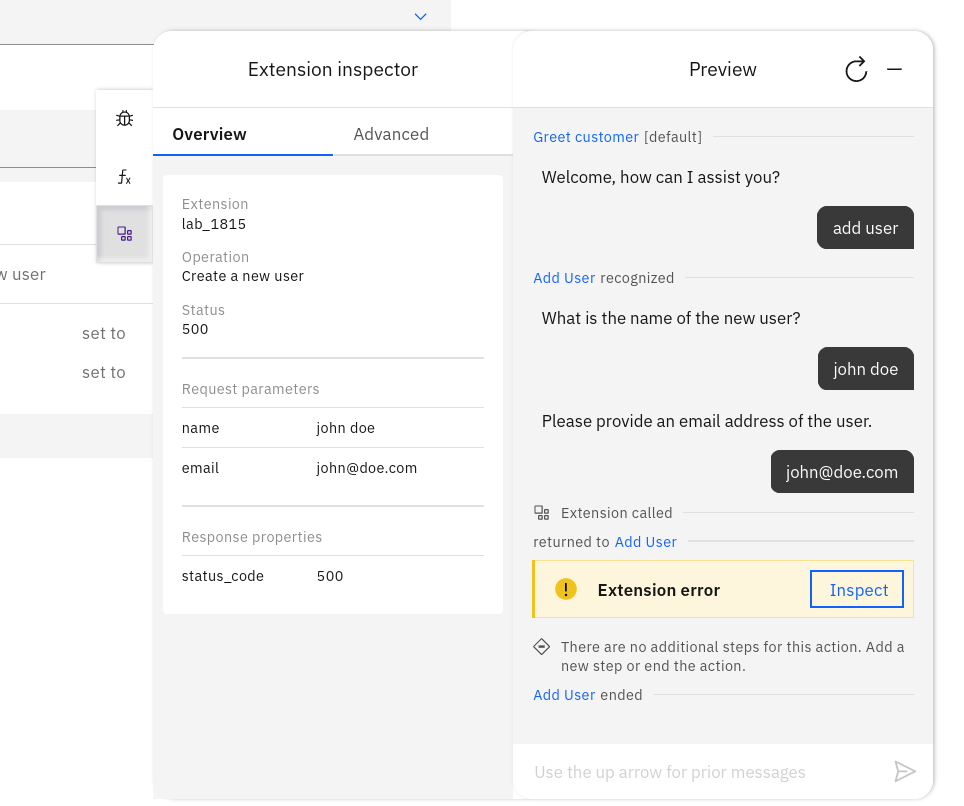 Extension inspector
Overview
Advanced
Extension
lab_1815
Operation
Create a new user
Status
500
Request parameters
name john doe
email john@doe.com
Response properties
status_code 500
Preview
Greet customer [default]
Welcome, how can I assist you?
add user
Add User recognized
What is the name of the new user?
john doe
Please provide an email address of the user.
john@doe.com
Extension called
returned to Add User
Extension error
Inspect
There are no additional steps for this action. Add a
new step or end the action.
Add User ended
Use the up arrow for prior messages
user
set to
set to
fx